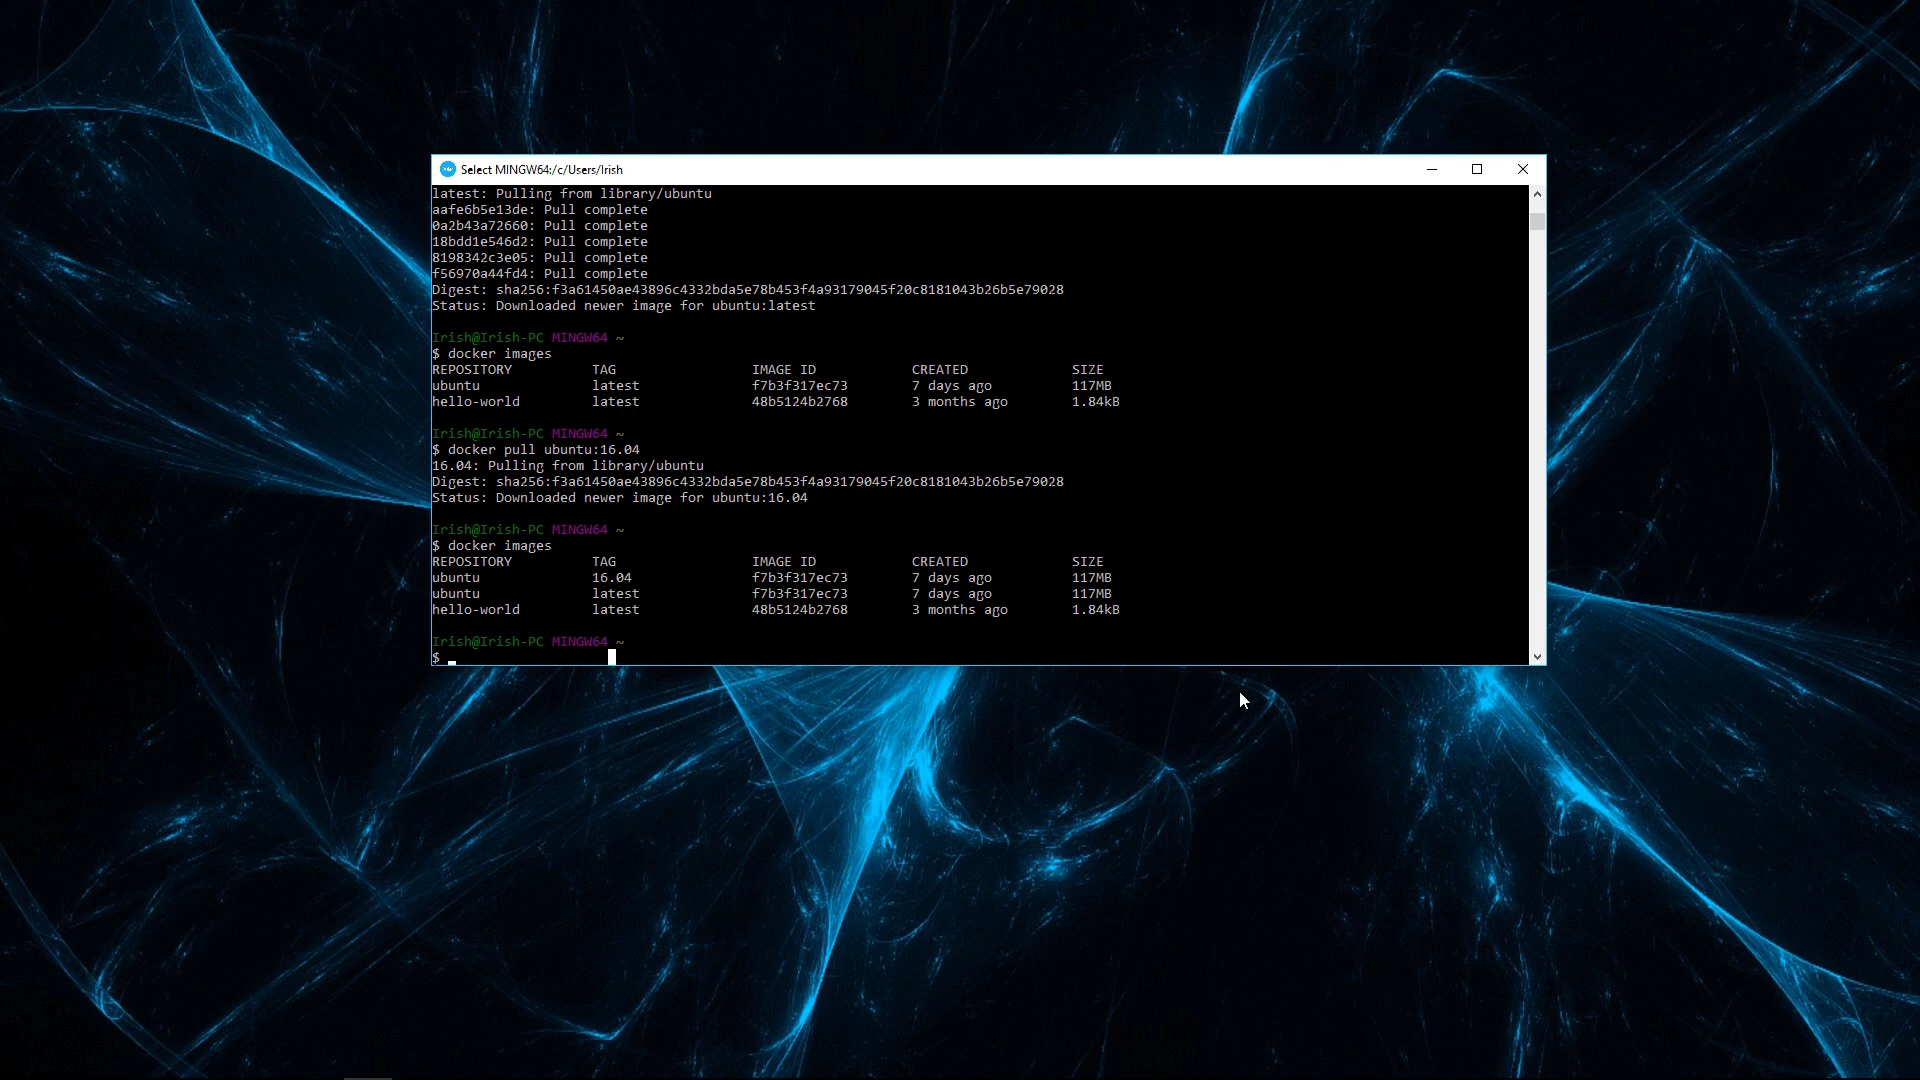 Select MINGW64:/c/Users/Irish
latest: Pulling from library/ubuntu
aafe6b5e13de: Pull complete
0a2b43a72660: Pull complete
18bdd1e546d2: Pull complete
8198342c3e05: Pull complete
f56970a44fd4: Pull complete
Digest: sha256:f3a61450ae43896c4332bda5e78b453f4a93179045f20c8181043b26b5e79028
Status: Downloaded newer image for ubuntu:latest
Irish@Irish-PC MINGW64 ~
$ docker images
REPOSITORY TAG IMAGE ID CREATED SIZE
ubuntu latest f7b3f317ec73 7 days ago 117MB
hello-world latest 48b5124b2768 3 months ago 1.84kB
Irish@Irish-PC MINGW64 ~
$ docker pull ubuntu:16.04
16.04: Pulling from library/ubuntu
Digest: sha256:f3a61450ae43896c4332bda5e78b453f4a93179045f20c8181043b26b5e79028
Status: Downloaded newer image for ubuntu:16.04
Irish@Irish-PC MINGW64 ~
$ docker images
REPOSITORY TAG IMAGE ID CREATED SIZE
ubuntu 16.04 f7b3f317ec73 7 days ago 117MB
ubuntu latest f7b3f317ec73 7 days ago 117MB
hello-world latest 48b5124b2768 3 months ago 1.84kB
Irish@Irish-PC MINGW64 ~
$